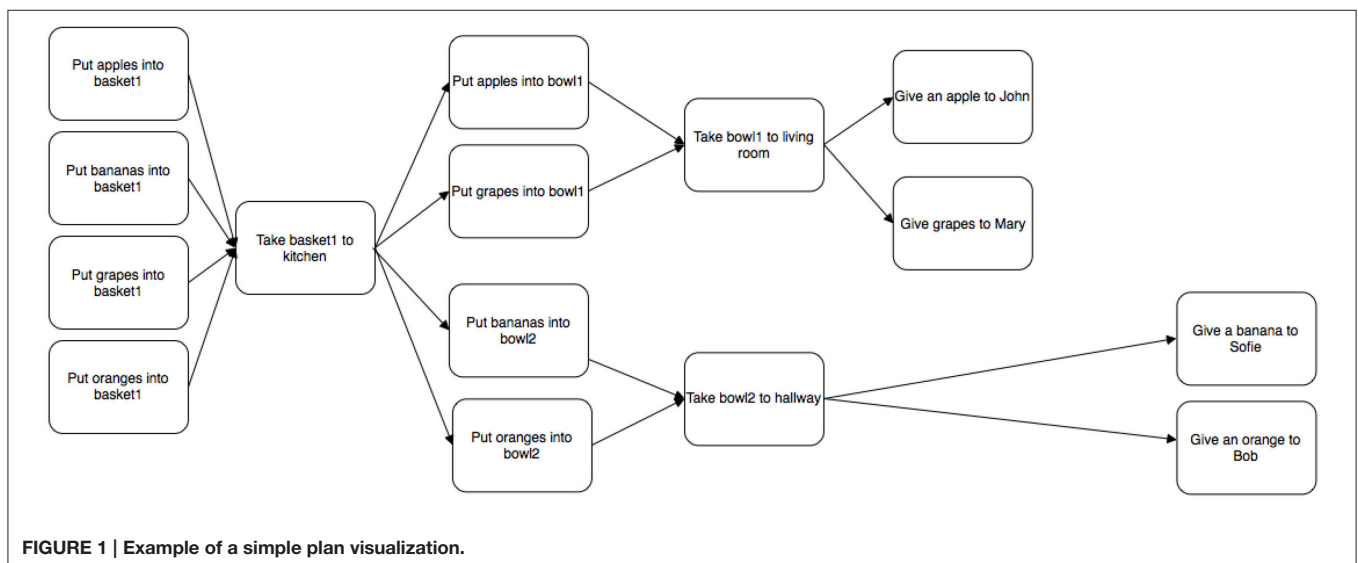 Put apples into
basket1
Put bananas into
basket1
Put grapes into
basket1
Put oranges into
basket1
Take basket1 to
kitchen
Put apples into bowl1
Put grapes into bowl1
Put bananas into
bowl2
Put oranges into
bowl2
Take bowl1 to living
room
Take bowl2 to hallway
Give an apple to John
Give grapes to Mary
Give a banana to
Sofie
Give an orange to
Bob
FIGURE 1 | Example of a simple plan visualization.